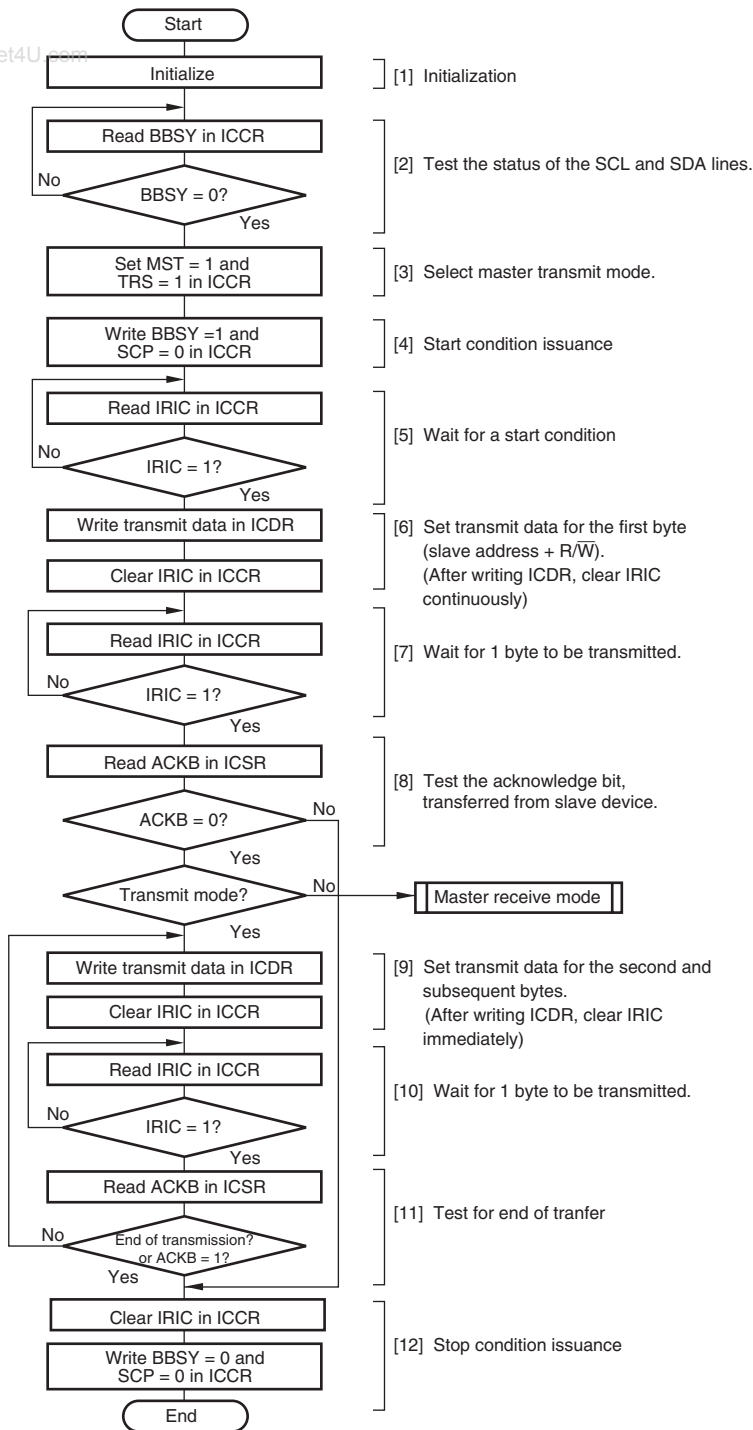 Start
et4U.com
Initialize
[1] Initialization
Read BBSY in ICCR
[2] Test the status of the SCL and SDA lines.
No
BBSY = 0?
Yes
Set MST = 1 and
TRS = 1 in ICCR
[3] Select master transmit mode.
Write BBSY =1 and
SCP = 0 in ICCR
[4] Start condition issuance
Read IRIC in ICCR
[5] Wait for a start condition
No
IRIC = 1?
Yes
Write transmit data in ICDR
[6] Set transmit data for the first byte
(slave address + R/W̅).
(After writing ICDR, clear IRIC
continuously)
Clear IRIC in ICCR
Read IRIC in ICCR
[7] Wait for 1 byte to be transmitted.
No
IRIC = 1?
Yes
Read ACKB in ICSR
[8] Test the acknowledge bit,
transferred from slave device.
No
ACKB = 0?
Yes
Transmit mode?
No
Master receive mode
Yes
Write transmit data in ICDR
[9] Set transmit data for the second and
subsequent bytes.
(After writing ICDR, clear IRIC
immediately)
Clear IRIC in ICCR
Read IRIC in ICCR
[10] Wait for 1 byte to be transmitted.
No
IRIC = 1?
Yes
Read ACKB in ICSR
[11] Test for end of tranfer
No
End of transmission?
or ACKB = 1?
Yes
Clear IRIC in ICCR
[12] Stop condition issuance
Write BBSY = 0 and
SCP = 0 in ICCR
End